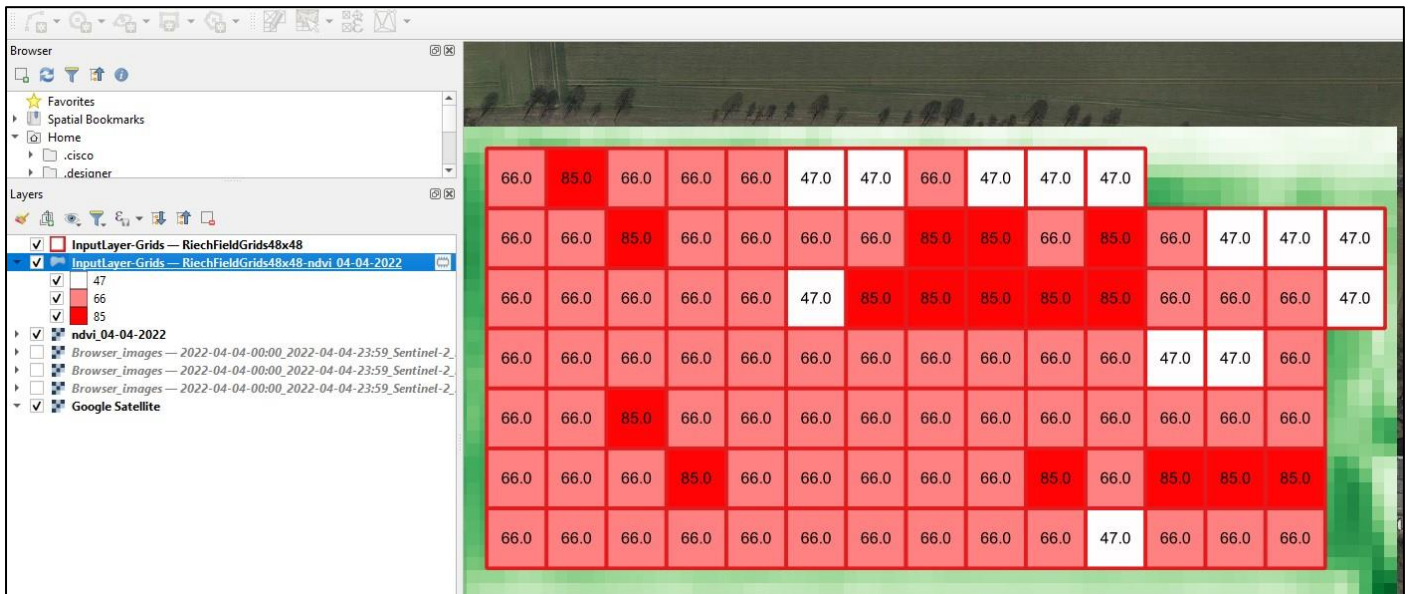 Browser
Favorites
Spatial Bookmarks
Home
.cisco
.designer
Layers
InputLayer-Grids — RiechFieldGrids48x48
InputLayer-Grids — RiechFieldGrids48x48-ndvi_04-04-2022
47
66
85
ndvi_04-04-2022
Browser_images — 2022-04-04-00:00_2022-04-04-23:59_Sentinel-2_
Browser_images — 2022-04-04-00:00_2022-04-04-23:59_Sentinel-2_
Browser_images — 2022-04-04-00:00_2022-04-04-23:59_Sentinel-2_
Google Satellite
66.0 85.0 66.0 66.0 66.0 47.0 47.0 66.0 47.0 47.0 47.0
66.0 66.0 85.0 66.0 66.0 66.0 66.0 85.0 85.0 66.0 85.0 66.0 47.0 47.0 47.0
66.0 66.0 66.0 66.0 66.0 47.0 85.0 85.0 85.0 85.0 85.0 66.0 66.0 66.0 47.0
66.0 66.0 66.0 66.0 66.0 66.0 66.0 66.0 66.0 66.0 66.0 47.0 47.0 66.0
66.0 66.0 85.0 66.0 66.0 66.0 66.0 66.0 66.0 66.0 66.0 66.0 66.0 66.0
66.0 66.0 66.0 85.0 66.0 66.0 66.0 66.0 66.0 85.0 66.0 85.0 85.0 85.0
66.0 66.0 66.0 66.0 66.0 66.0 66.0 66.0 66.0 66.0 47.0 66.0 66.0 66.0